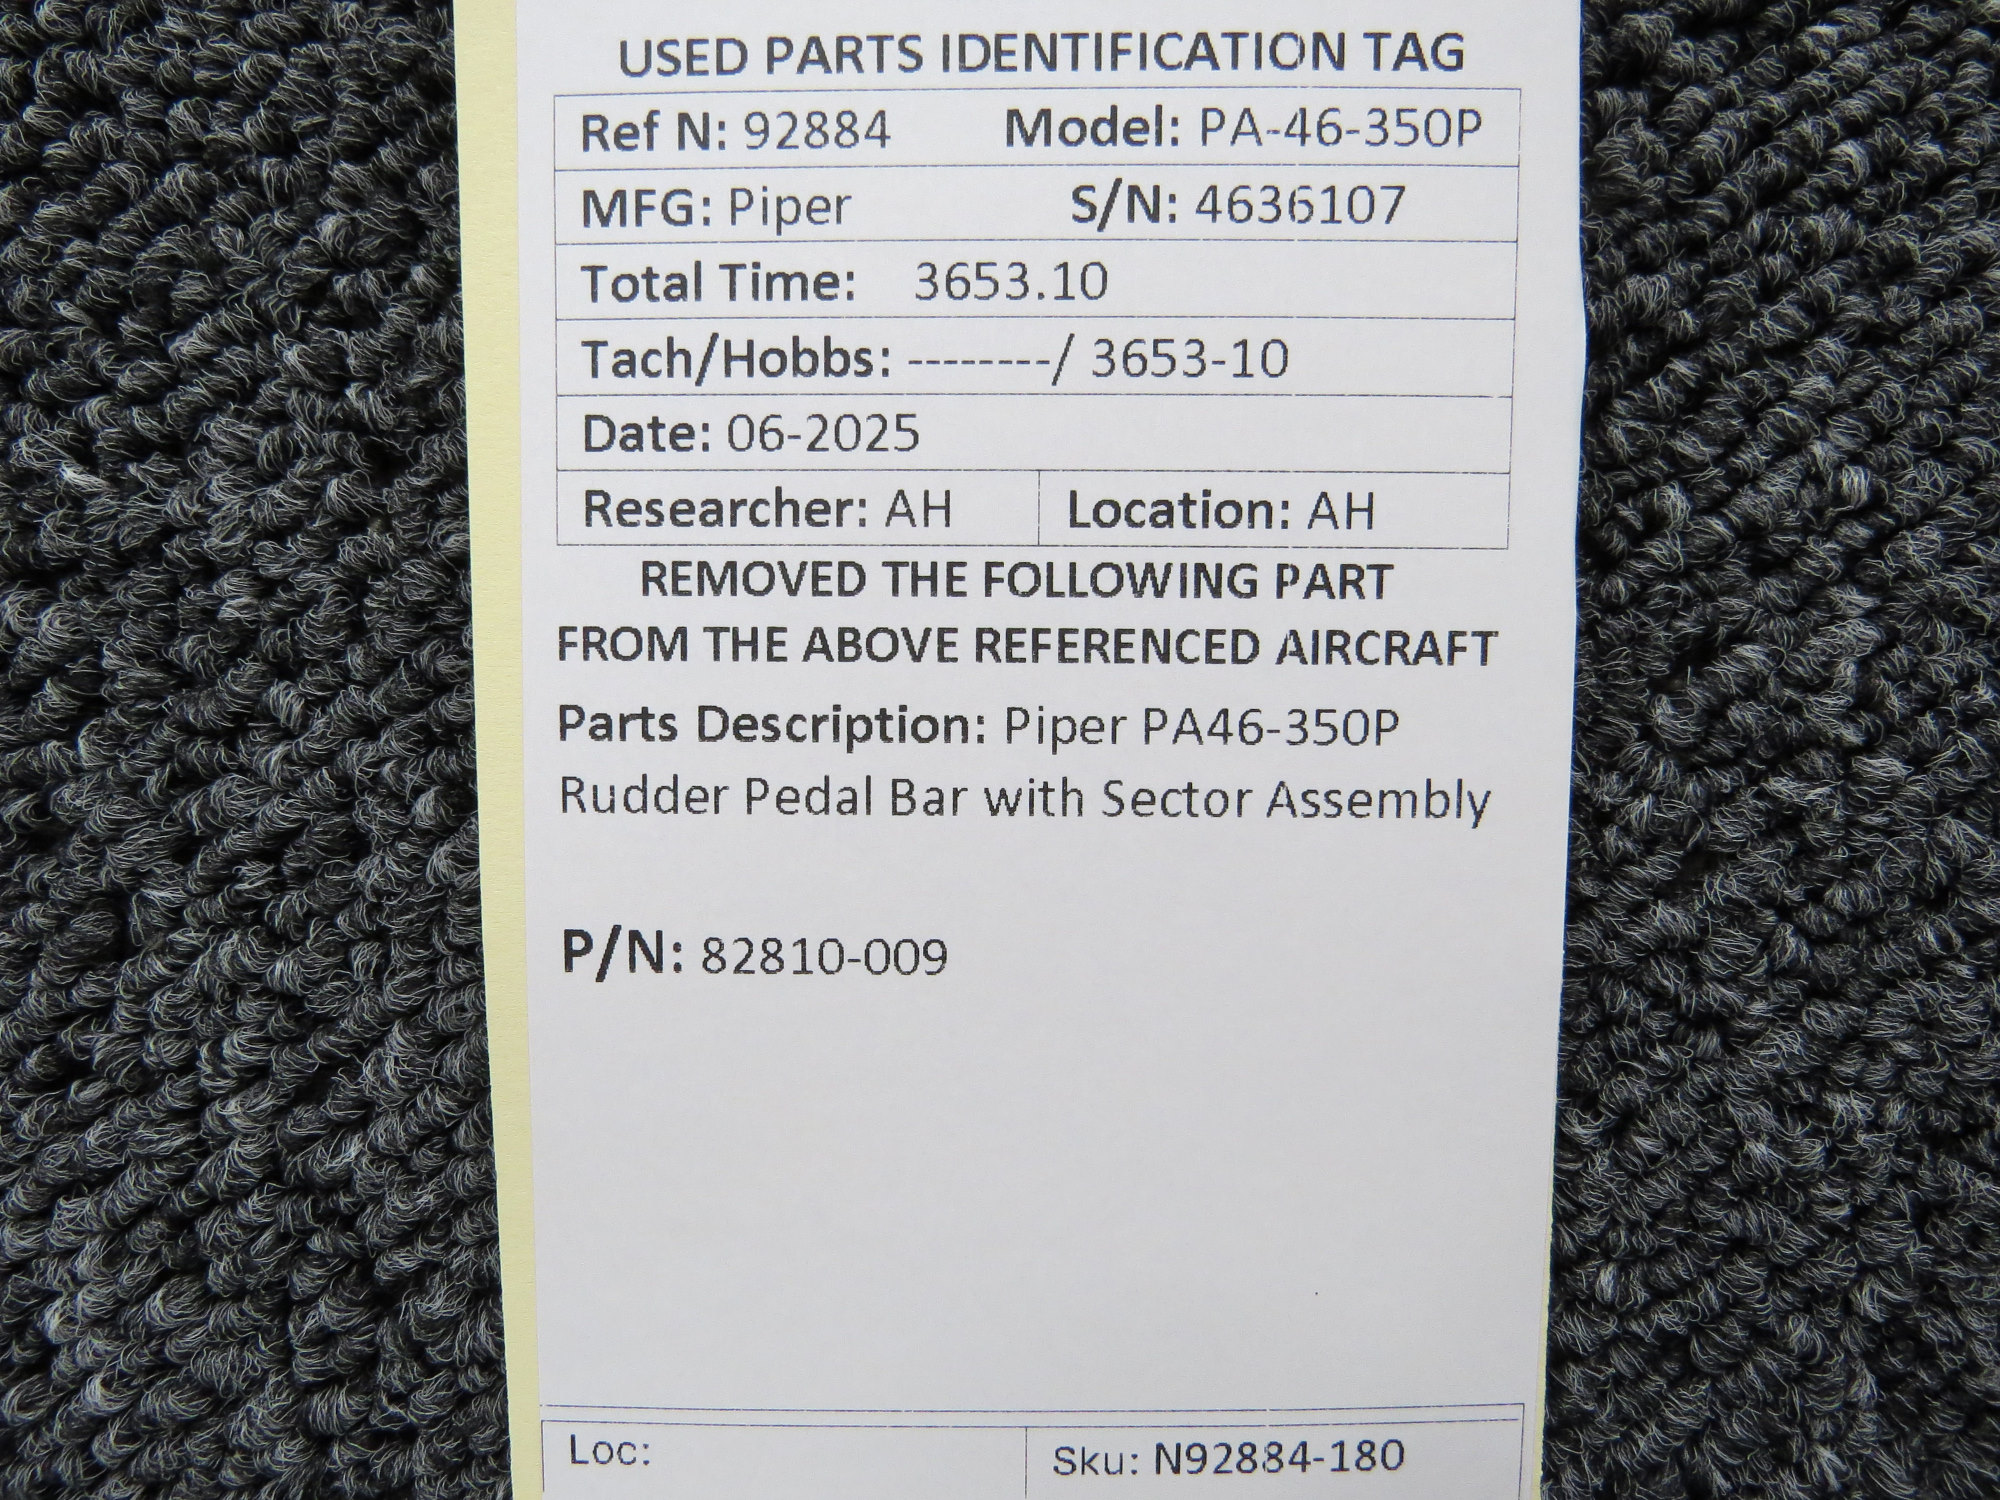 USED PARTS IDENTIFICATION TAG
Ref N: 92884 Model: PA-46-350P
MFG: Piper S/N: 4636107
Total Time: 3653.10
Tach/Hobbs: --------/ 3653-10
Date: 06-2025
Researcher: AH Location: AH
REMOVED THE FOLLOWING PART
FROM THE ABOVE REFERENCED AIRCRAFT
Parts Description: Piper PA46-350P
Rudder Pedal Bar with Sector Assembly
P/N: 82810-009
Loc: Sku: N92884-180